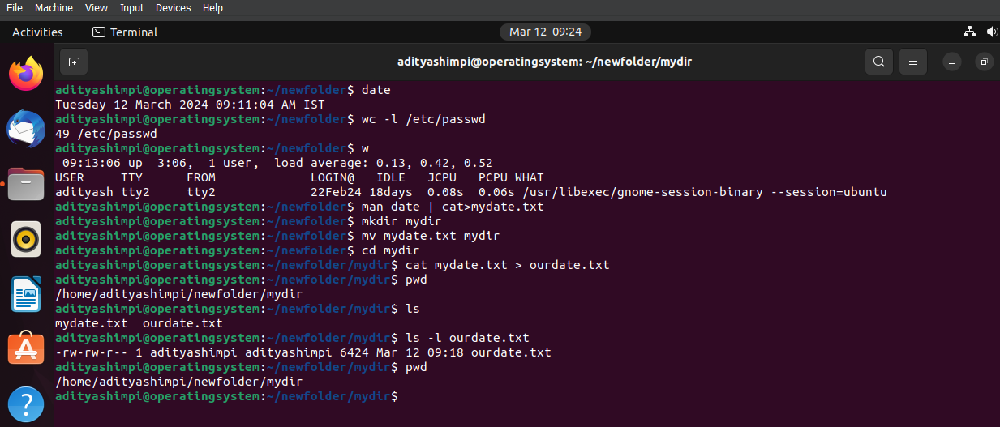 File Machine View Input Devices Help
Activities Terminal Mar 12 09:24
adityashimpi@operatingsystem: ~/newfolder/mydir
adityashimpi@operatingsystem:~/newfolder$ date
Tuesday 12 March 2024 09:11:04 AM IST
adityashimpi@operatingsystem:~/newfolder$ wc -l /etc/passwd
49 /etc/passwd
adityashimpi@operatingsystem:~/newfolder$ w
 09:13:06 up  3:06,  1 user,  load average: 0.13, 0.42, 0.52
USER     TTY      FROM             LOGIN@   IDLE   JCPU   PCPU WHAT
adityash tty2     tty2             22Feb24 18days  0.08s  0.06s /usr/libexec/gnome-session-binary --session=ubuntu
adityashimpi@operatingsystem:~/newfolder$ man date | cat>mydate.txt
adityashimpi@operatingsystem:~/newfolder$ mkdir mydir
adityashimpi@operatingsystem:~/newfolder$ mv mydate.txt mydir
adityashimpi@operatingsystem:~/newfolder$ cd mydir
adityashimpi@operatingsystem:~/newfolder/mydir$ cat mydate.txt > ourdate.txt
adityashimpi@operatingsystem:~/newfolder/mydir$ pwd
/home/adityashimpi/newfolder/mydir
adityashimpi@operatingsystem:~/newfolder/mydir$ ls
mydate.txt  ourdate.txt
adityashimpi@operatingsystem:~/newfolder/mydir$ ls -l ourdate.txt
-rw-rw-r-- 1 adityashimpi adityashimpi 6424 Mar 12 09:18 ourdate.txt
adityashimpi@operatingsystem:~/newfolder/mydir$ pwd
/home/adityashimpi/newfolder/mydir
adityashimpi@operatingsystem:~/newfolder/mydir$